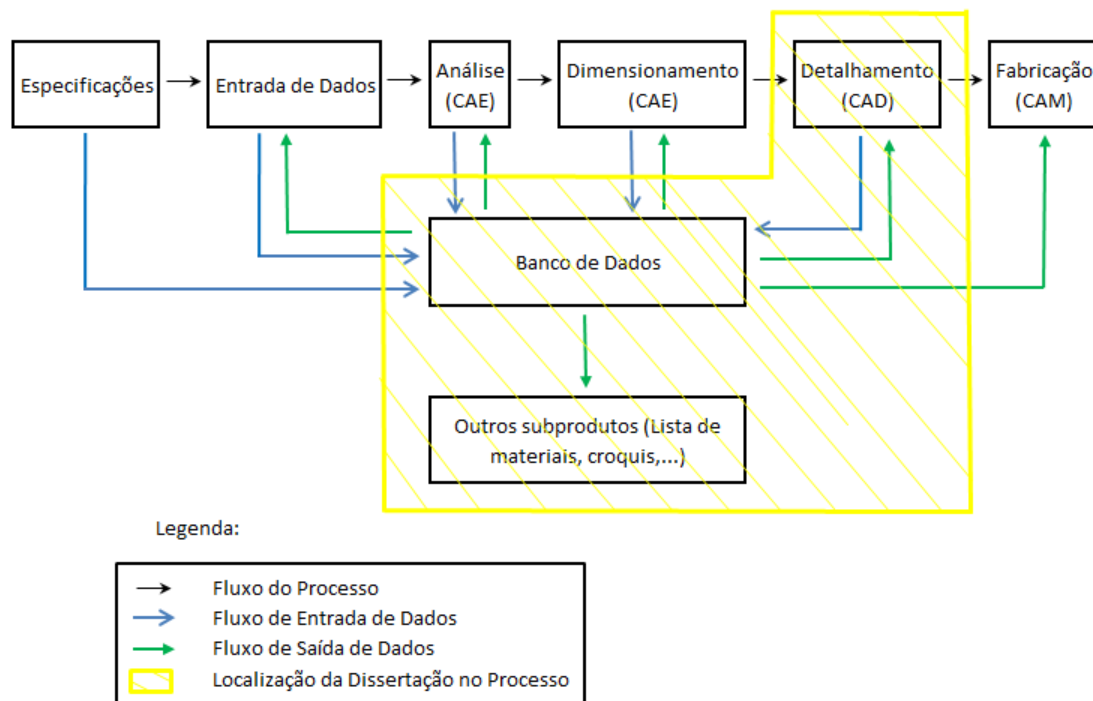 Especificações
Entrada de Dados
Análise
(CAE)
Dimensionamento
(CAE)
Detalhamento
(CAD)
Fabricação
(CAM)
Banco de Dados
Outros subprodutos (Lista de
materiais, croquis,...)
Legenda:
Fluxo do Processo
Fluxo de Entrada de Dados
Fluxo de Saída de Dados
Localização da Dissertação no Processo